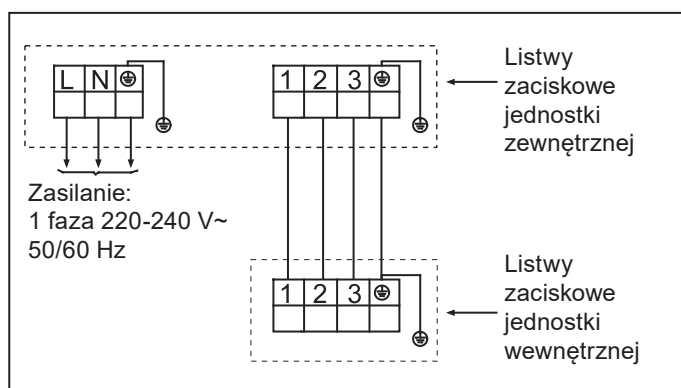 L N
1 2 3
Listwy
zaciskowe
jednostki
zewnętrznej
Zasilanie:
1 faza 220-240 V~
50/60 Hz
1 2 3
Listwy
zaciskowe
jednostki
wewnętrznej